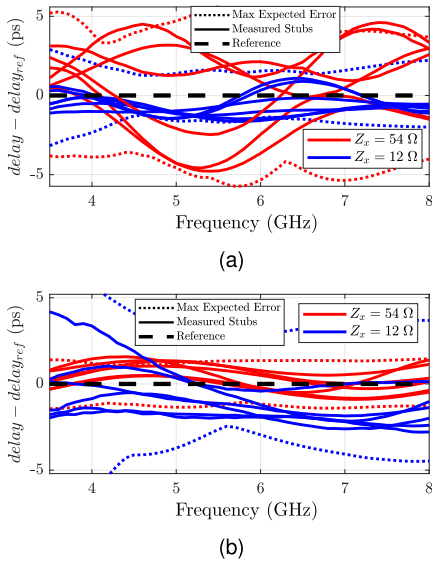 Max Expected Error
Measured Stubs
Reference
5
0
-5
delay − delay_ref (ps)
Z_x = 54 Ω
Z_x = 12 Ω
4 5 6 7 8
Frequency (GHz)
(a)
Max Expected Error
Measured Stubs
Reference
Z_x = 54 Ω
Z_x = 12 Ω
5
0
-5
delay − delay_ref (ps)
4 5 6 7 8
Frequency (GHz)
(b)